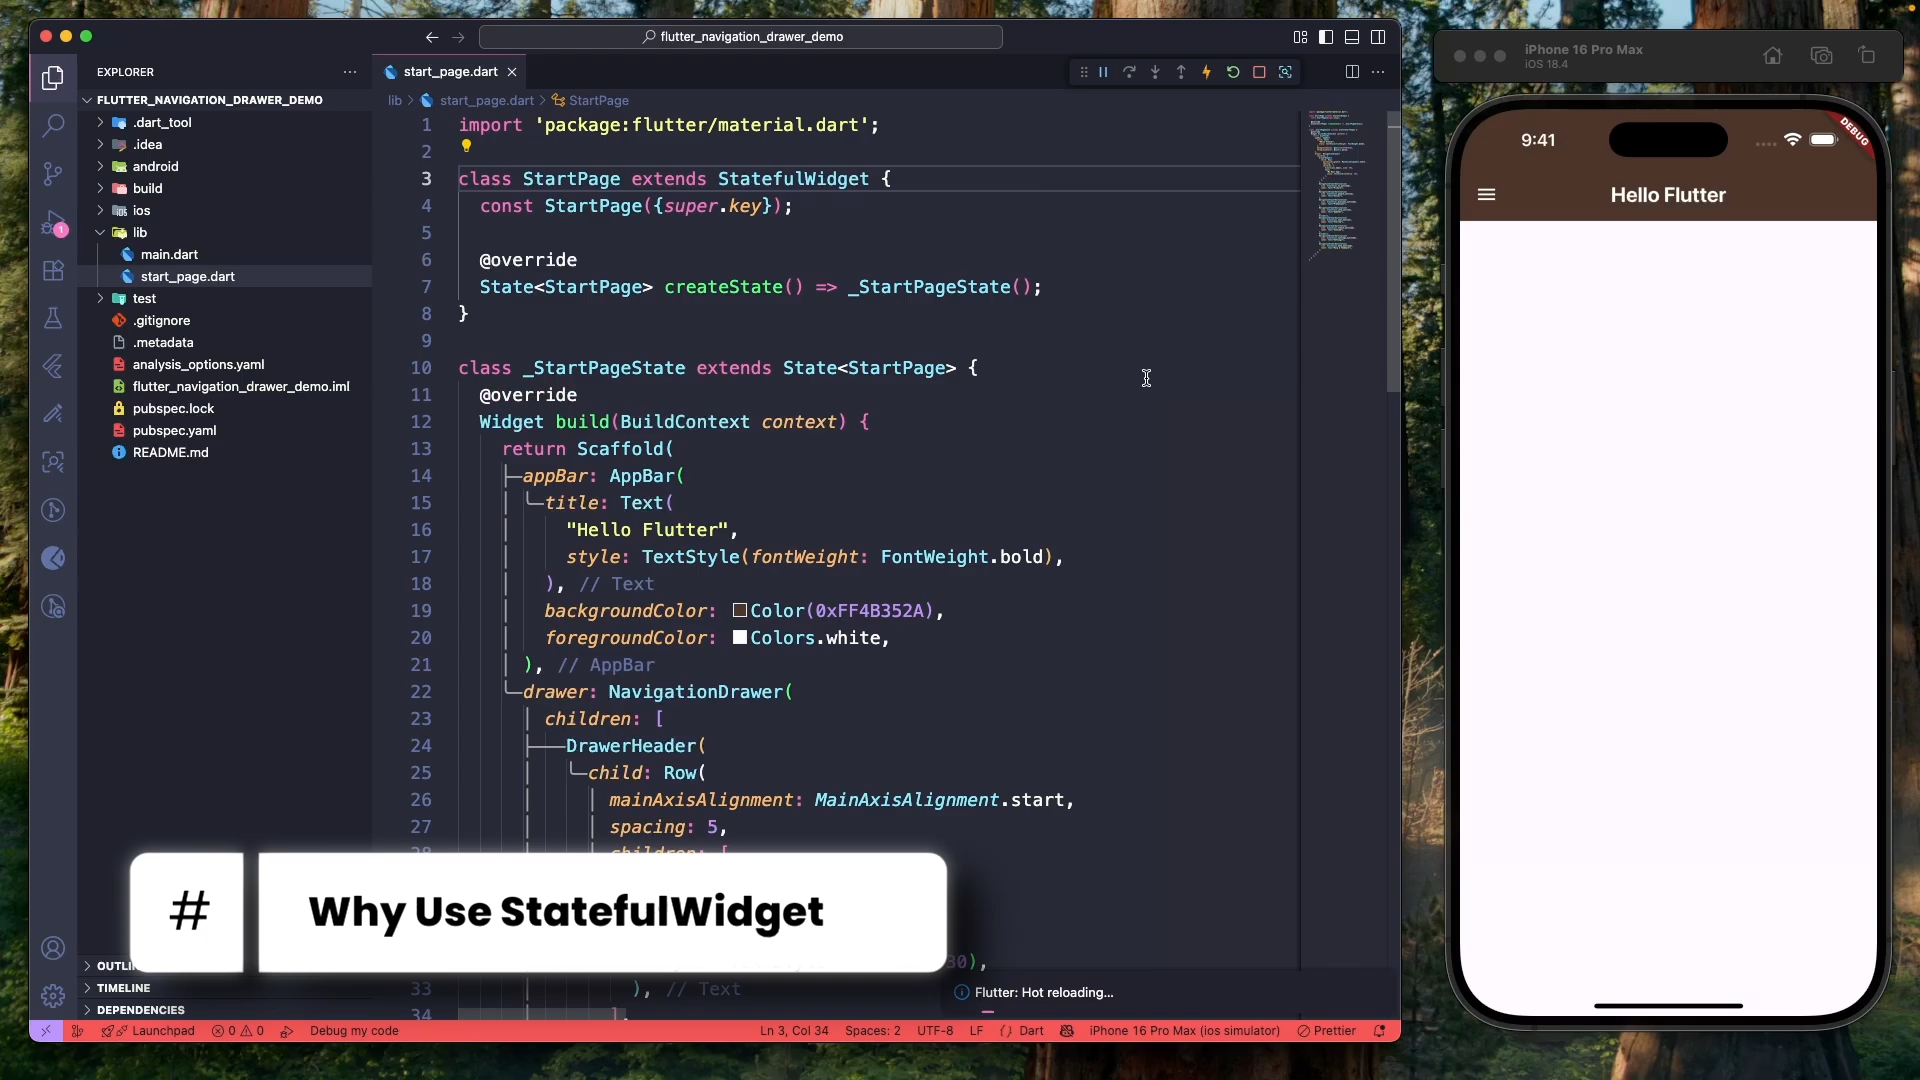 flutter_navigation_drawer_demo
EXPLORER
FLUTTER_NAVIGATION_DRAWER_DEMO
.dart_tool
.idea
android
build
ios
lib
main.dart
start_page.dart
test
.gitignore
.metadata
analysis_options.yaml
flutter_navigation_drawer_demo.iml
pubspec.lock
pubspec.yaml
README.md
TIMELINE
DEPENDENCIES
start_page.dart
lib > start_page.dart > StartPage
1 import 'package:flutter/material.dart';
2
3 class StartPage extends StatefulWidget {
4 const StartPage({super.key});
5
6 @override
7 State<StartPage> createState() => _StartPageState();
8 }
9
10 class _StartPageState extends State<StartPage> {
11 @override
12 Widget build(BuildContext context) {
13 return Scaffold(
14 appBar: AppBar(
15 title: Text(
16 "Hello Flutter",
17 style: TextStyle(fontWeight: FontWeight.bold),
18 ), // Text
19 backgroundColor: Color(0xFF4B352A),
20 foregroundColor: Colors.white,
21 ), // AppBar
22 drawer: NavigationDrawer(
23 children: [
24 DrawerHeader(
25 child: Row(
26 mainAxisAlignment: MainAxisAlignment.start,
27 spacing: 5,
28 children: [
33 ), // Text
34 ],
# Why Use StatefulWidget
Flutter: Hot reloading...
1
Launchpad 0 0 Debug my code Ln 3, Col 34 Spaces: 2 UTF-8 LF {} Dart iPhone 16 Pro Max (ios simulator) Prettier
iPhone 16 Pro Max
iOS 18.4
9:41
DEBUG
Hello Flutter